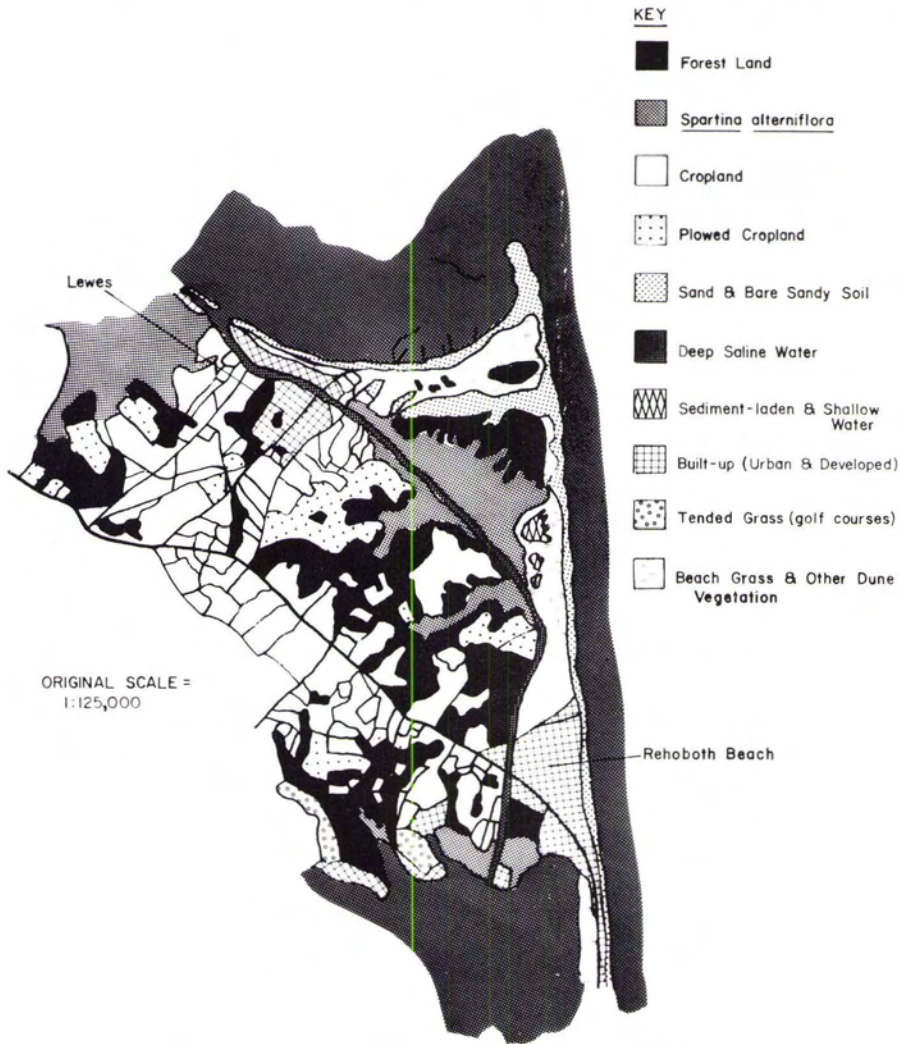 KEY
Forest Land
Spartina alterniflora
Cropland
Plowed Cropland
Sand & Bare Sandy Soil
Deep Saline Water
Sediment-laden & Shallow
Water
Built-up (Urban & Developed)
Tended Grass (golf courses)
Beach Grass & Other Dune
Vegetation
Lewes
ORIGINAL SCALE =
1:125,000
Rehoboth Beach